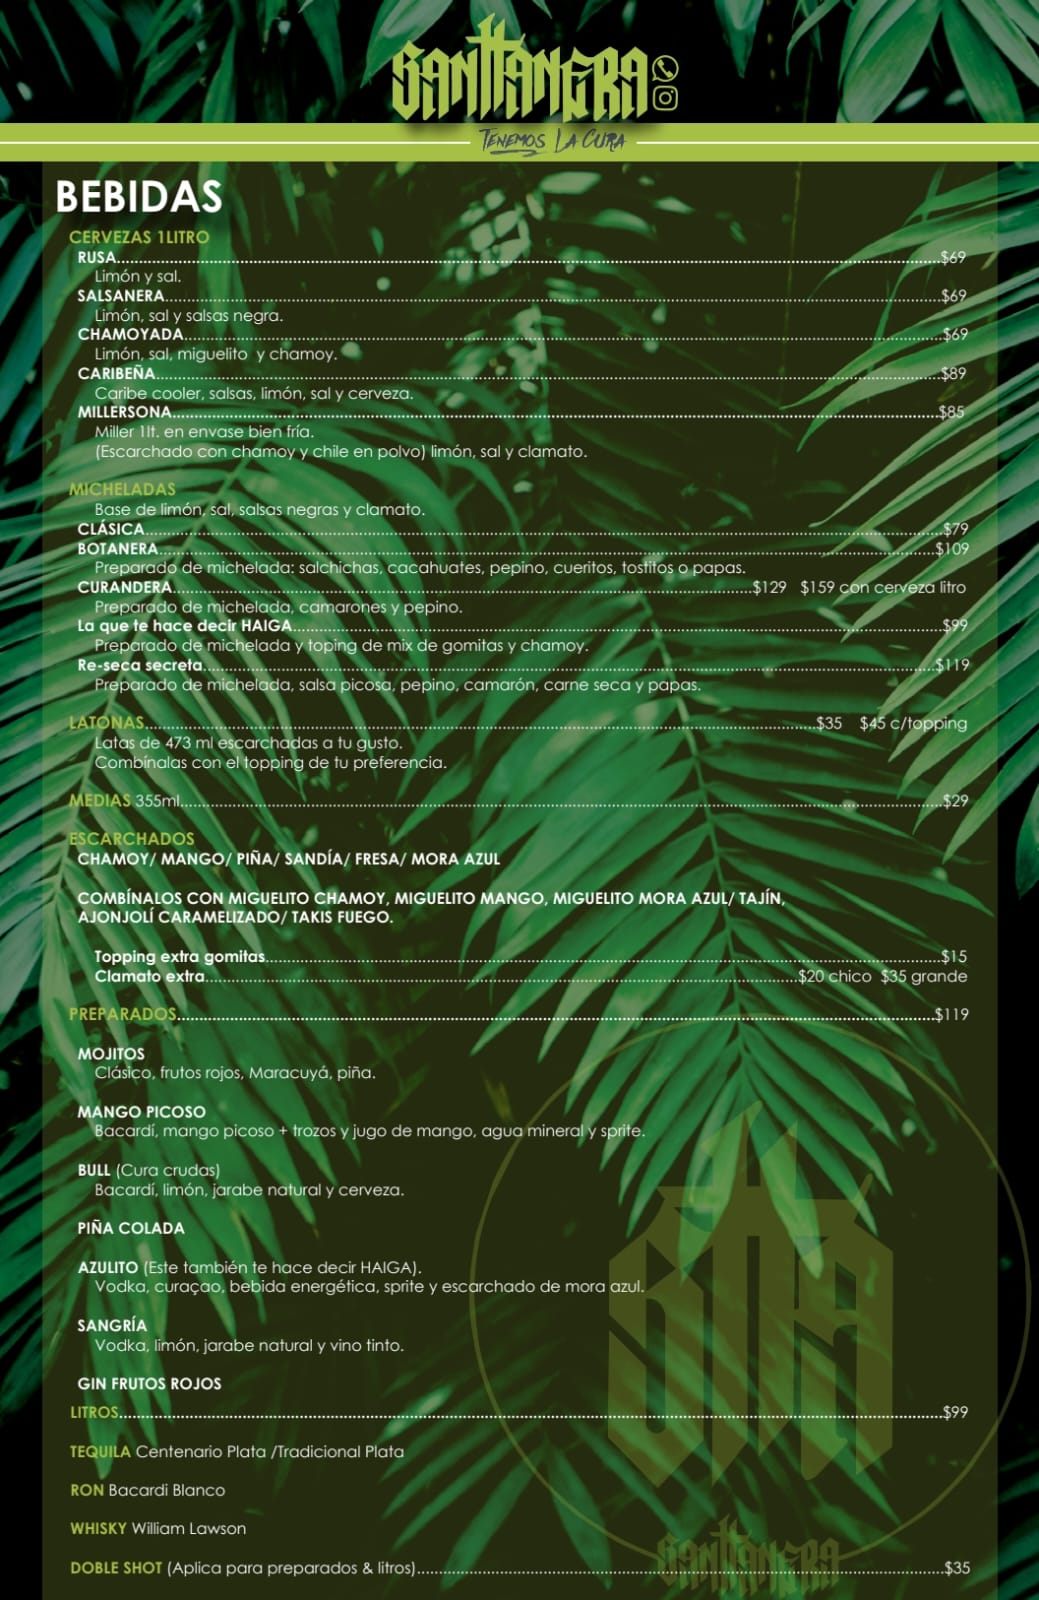 SANTTANERA
TENEMOS LA CURA
BEBIDAS
CERVEZAS 1LITRO
RUSA........$69
Limón y sal.
SALSANERA........$69
Limón, sal y salsas negra.
CHAMOYADA........$69
Limón, sal, miguelito y chamoy.
CARIBEÑA........$89
Caribe cooler, salsas, limón, sal y cerveza.
MILLERSONA........$85
Miller 1lt. en envase bien fría.
(Escarchado con chamoy y chile en polvo) limón, sal y clamato.
MICHELADAS
Base de limón, sal, salsas negras y clamato.
CLÁSICA........$79
BOTANERA........$109
Preparado de michelada: salchichas, cacahuates, pepino, cueritos, tostitos o papas.
CURANDERA........$129 $159 con cerveza litro
Preparado de michelada, camarones y pepino.
La que te hace decir HAIGA........$99
Preparado de michelada y toping de mix de gomitas y chamoy.
Re-seca secreta........$119
Preparado de michelada, salsa picosa, pepino, camarón, carne seca y papas.
LATONAS........$35 $45 c/topping
Latas de 473 ml escarchadas a tu gusto.
Combínalas con el topping de tu preferencia.
MEDIAS 355ml........$29
ESCARCHADOS
CHAMOY/ MANGO/ PIÑA/ SANDÍA/ FRESA/ MORA AZUL
COMBÍNALOS CON MIGUELITO CHAMOY, MIGUELITO MANGO, MIGUELITO MORA AZUL/ TAJÍN,
AJONJOLÍ CARAMELIZADO/ TAKIS FUEGO.
Topping extra gomitas........$15
Clamato extra........$20 chico $35 grande
PREPARADOS........$119
MOJITOS
Clásico, frutos rojos, Maracuyá, piña.
MANGO PICOSO
Bacardí, mango picoso + trozos y jugo de mango, agua mineral y sprite.
BULL (Cura crudas)
Bacardí, limón, jarabe natural y cerveza.
PIÑA COLADA
AZULITO (Este también te hace decir HAIGA).
Vodka, curaçao, bebida energética, sprite y escarchado de mora azul.
SANGRÍA
Vodka, limón, jarabe natural y vino tinto.
GIN FRUTOS ROJOS
LITROS........$99
TEQUILA Centenario Plata /Tradicional Plata
RON Bacardi Blanco
WHISKY William Lawson
SANTTANERA
DOBLE SHOT (Aplica para preparados & litros)........$35